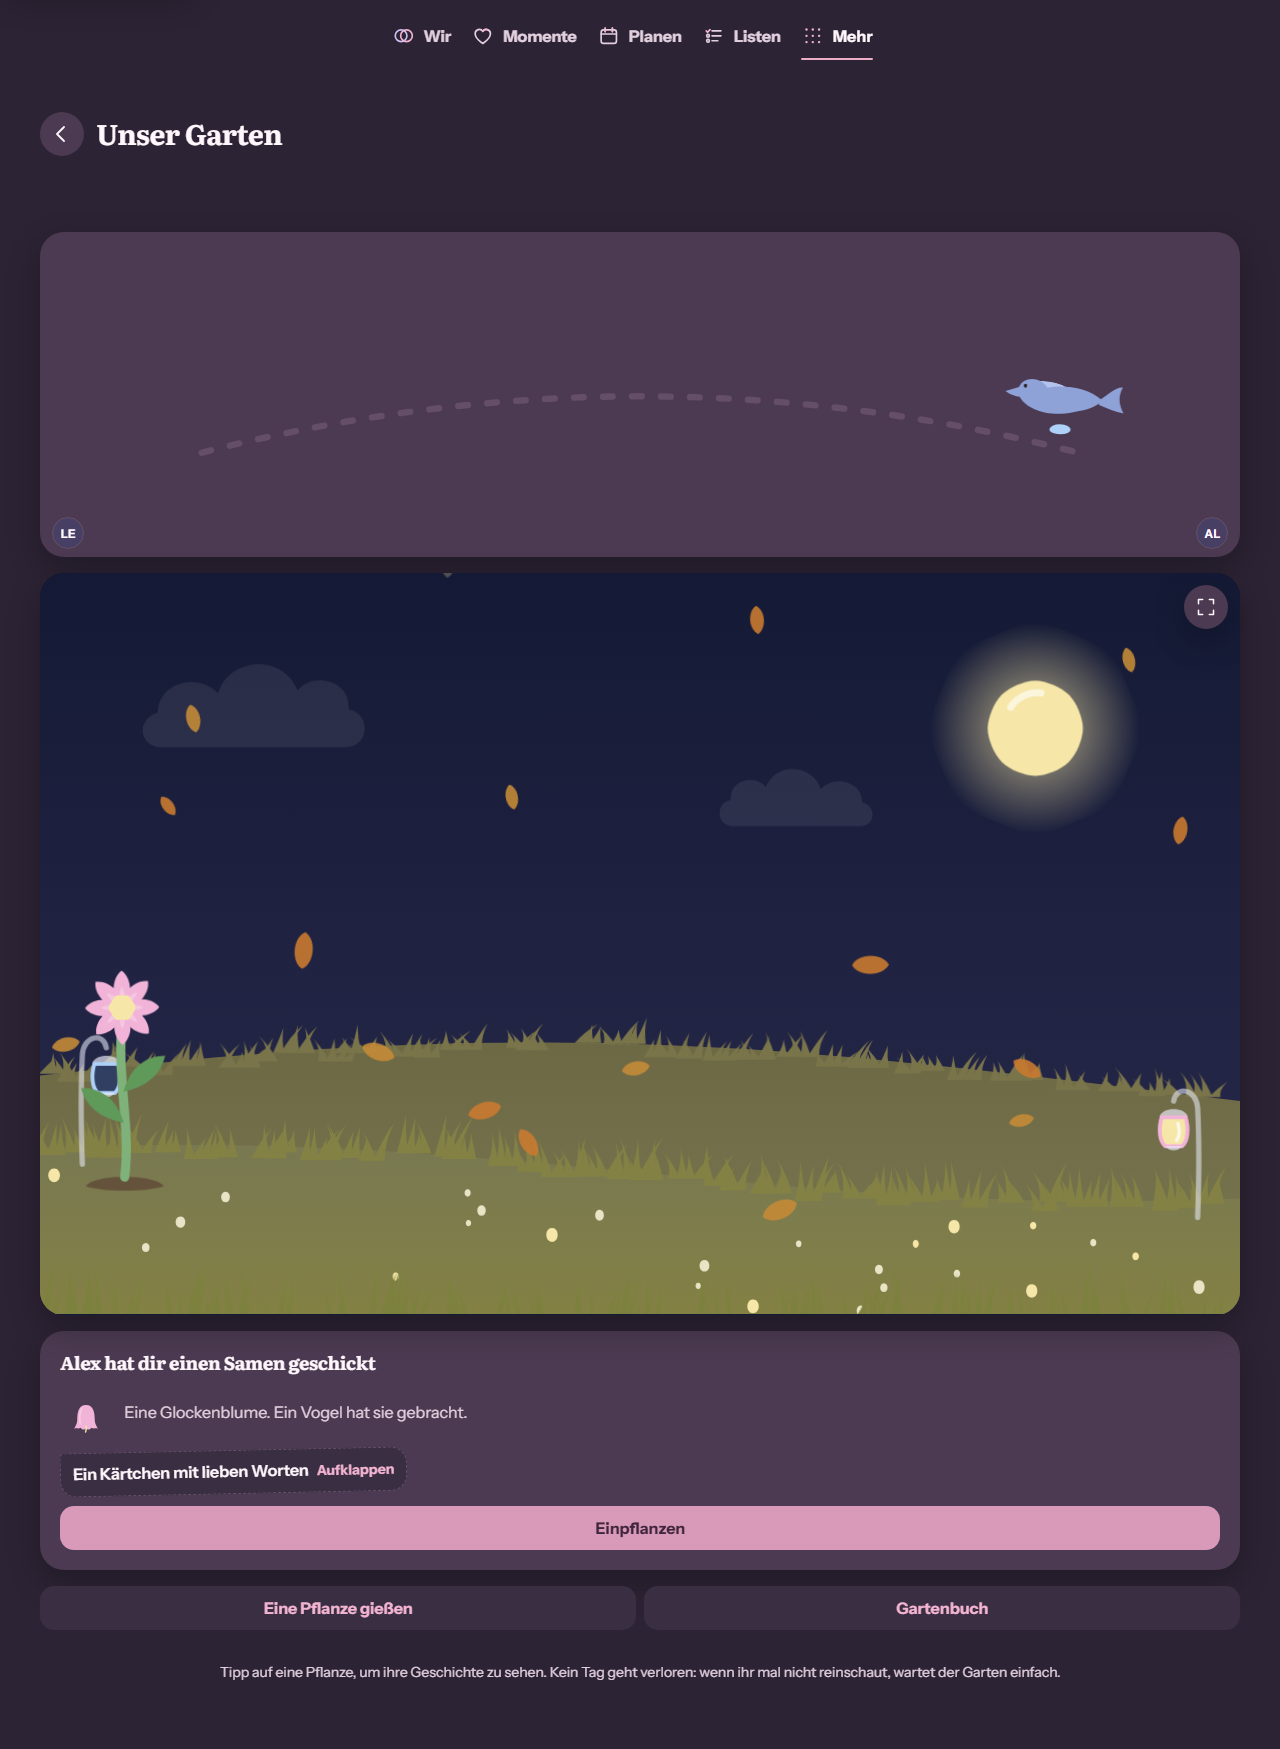 Wir Momente Planen Listen Mehr
Unser Garten
LE AL
Alex hat dir einen Samen geschickt
Eine Glockenblume. Ein Vogel hat sie gebracht.
Ein Kärtchen mit lieben Worten Aufklappen
Einpflanzen
Eine Pflanze gießen Gartenbuch
Tipp auf eine Pflanze, um ihre Geschichte zu sehen. Kein Tag geht verloren: wenn ihr mal nicht reinschaut, wartet der Garten einfach.